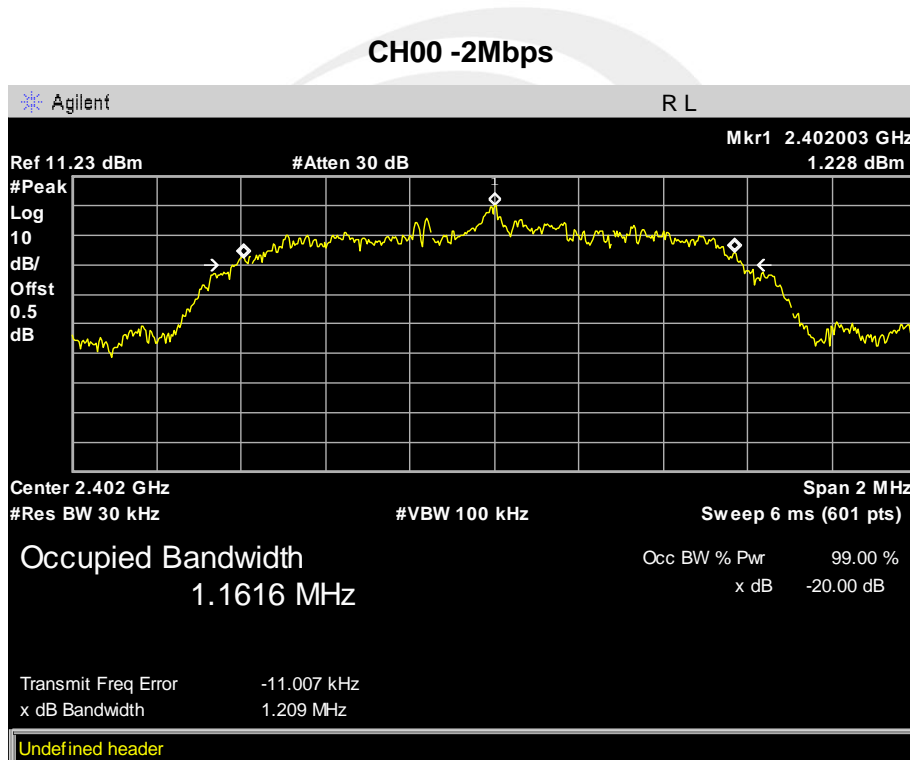 CH00 -2Mbps
Agilent R L
Mkr1 2.402003 GHz
Ref 11.23 dBm #Atten 30 dB 1.228 dBm
#Peak
Log
10
dB/
Offst
0.5
dB
1
Center 2.402 GHz Span 2 MHz
#Res BW 30 kHz #VBW 100 kHz Sweep 6 ms (601 pts)
Occupied Bandwidth Occ BW % Pwr 99.00 %
1.1616 MHz x dB -20.00 dB
Transmit Freq Error -11.007 kHz
x dB Bandwidth 1.209 MHz
Undefined header